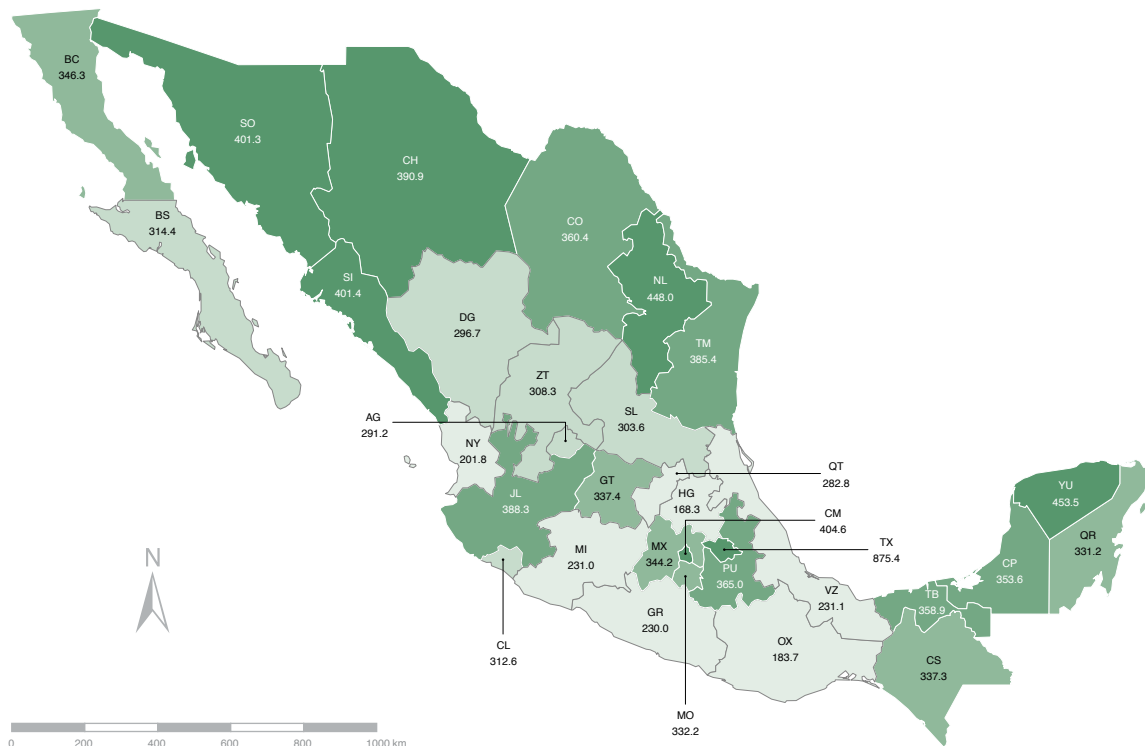 BC
346.3
SO
401.3
CH
390.9
BS
314.4
CO
360.4
SI
401.4
NL
448.0
DG
296.7
TM
385.4
ZT
308.3
SL
303.6
AG
291.2
NY
201.8
QT
282.8
GT
337.4
HG
168.3
YU
453.5
JL
388.3
CM
404.6
QR
331.2
TX
875.4
MX
344.2
MI
231.0
CP
353.6
PU
365.0
VZ
231.1
TB
358.9
N
GR
230.0
OX
183.7
CL
312.6
CS
337.3
MO
332.2
0 200 400 600 800 1000 km